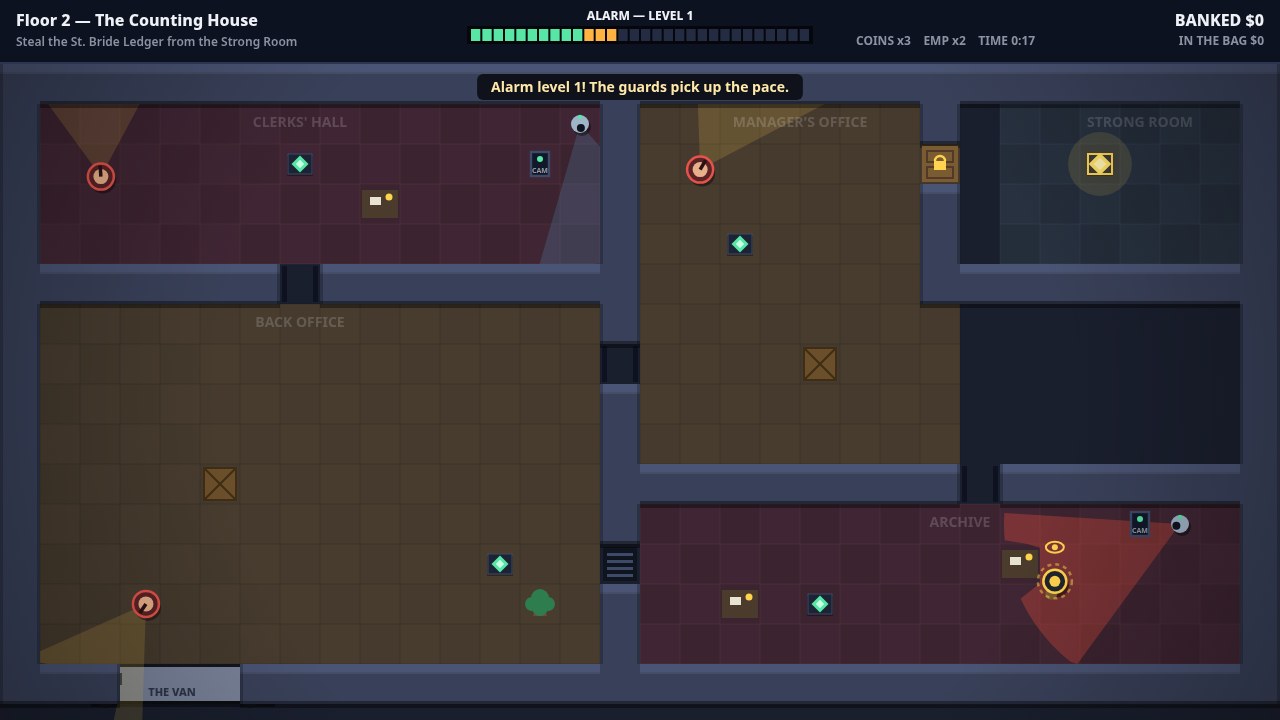 Floor 2 — The Counting House
Steal the St. Bride Ledger from the Strong Room
ALARM — LEVEL 1
COINS x3 EMP x2 TIME 0:17
BANKED $0
IN THE BAG $0
Alarm level 1! The guards pick up the pace.
CLERKS' HALL
MANAGER'S OFFICE
STRONG ROOM
CAM
BACK OFFICE
ARCHIVE
CAM
THE VAN